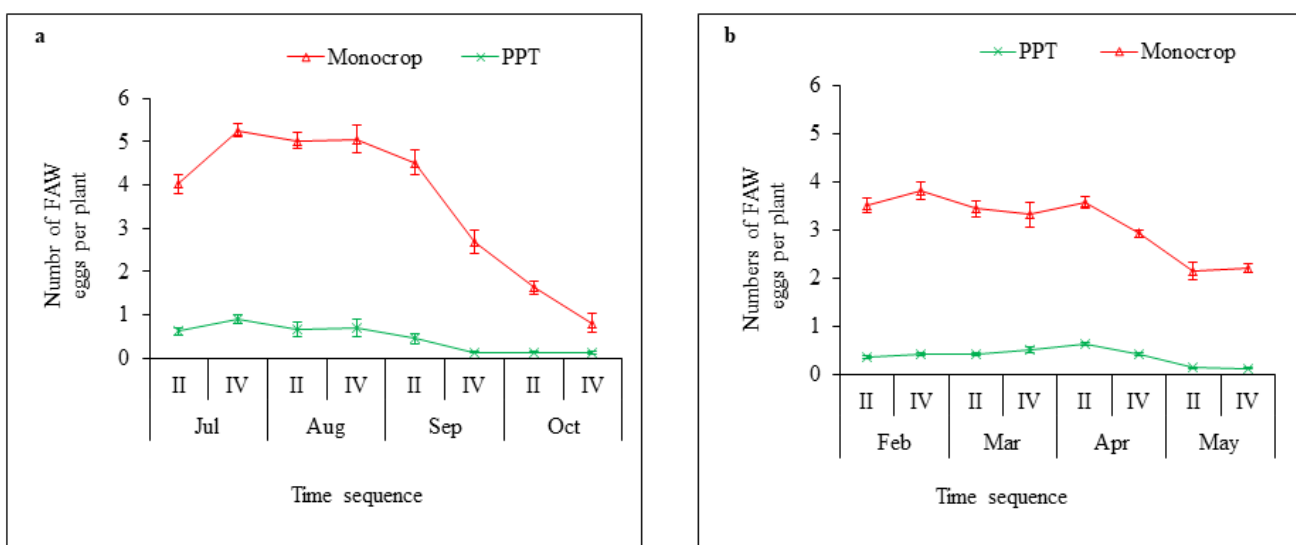 a
Monocrop PPT
Numbr of FAW
eggs per plant
6
5
4
3
2
1
0
II IV II IV II IV II IV
Jul Aug Sep Oct
Time sequence
b
PPT Monocrop
Numbers of FAW
eggs per plant
6
5
4
3
2
1
0
II IV II IV II IV II IV
Feb Mar Apr May
Time sequence